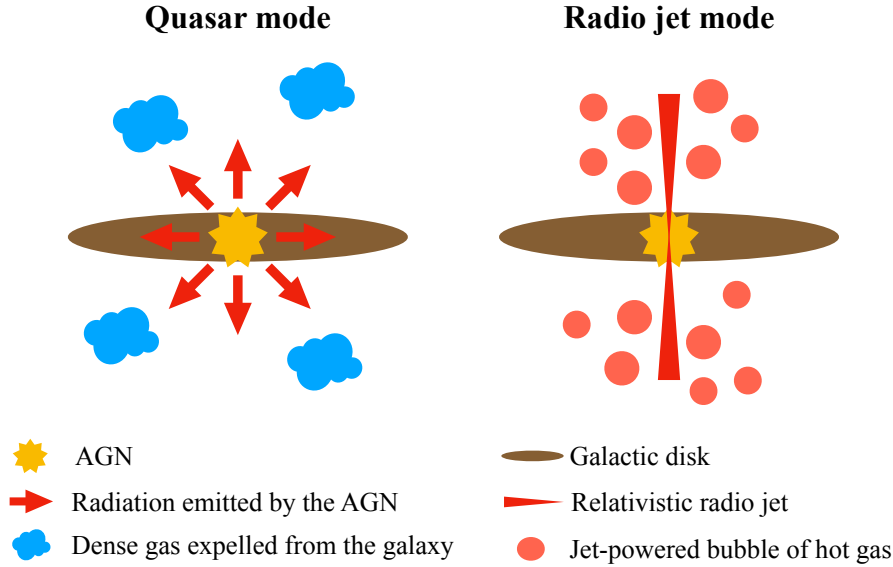 Quasar mode
Radio jet mode
AGN
Radiation emitted by the AGN
Dense gas expelled from the galaxy
Galactic disk
Relativistic radio jet
Jet-powered bubble of hot gas